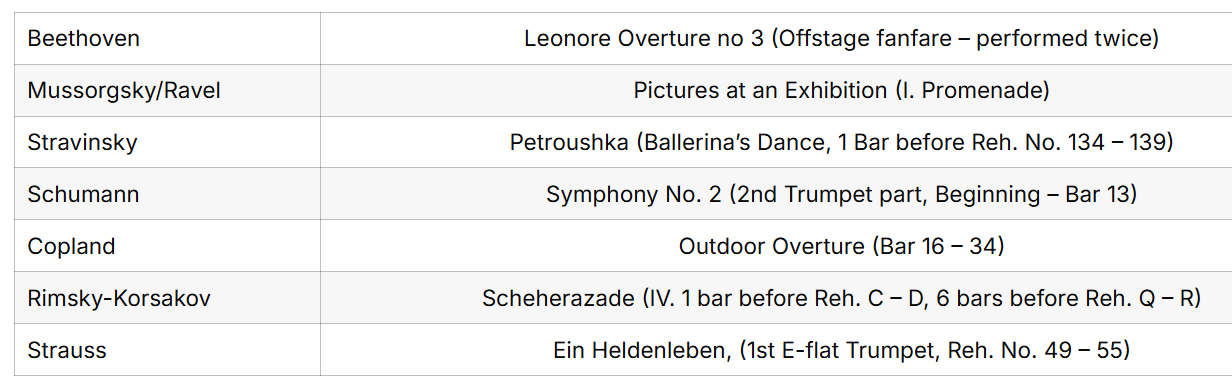 Beethoven Leonore Overture no 3 (Offstage fanfare – performed twice)
Mussorgsky/Ravel Pictures at an Exhibition (I. Promenade)
Stravinsky Petroushka (Ballerina’s Dance, 1 Bar before Reh. No. 134 – 139)
Schumann Symphony No. 2 (2nd Trumpet part, Beginning – Bar 13)
Copland Outdoor Overture (Bar 16 – 34)
Rimsky-Korsakov Scheherazade (IV. 1 bar before Reh. C – D, 6 bars before Reh. Q – R)
Strauss Ein Heldenleben, (1st E-flat Trumpet, Reh. No. 49 – 55)